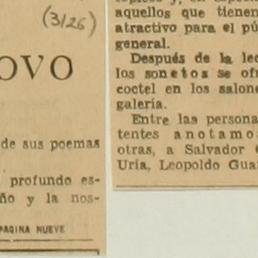 (3/26)
OVO
de sus poemas
profundo es-
ño y la nos-
PAGINA NUEVE
aquellos que tienen
atractivo para el pú
general.
Después de la lec
los sonetos se ofr
coctel en los salone
galería.
Entre las persona
tentes anotamos
otras, a Salvador
Uría, Leopoldo Gua